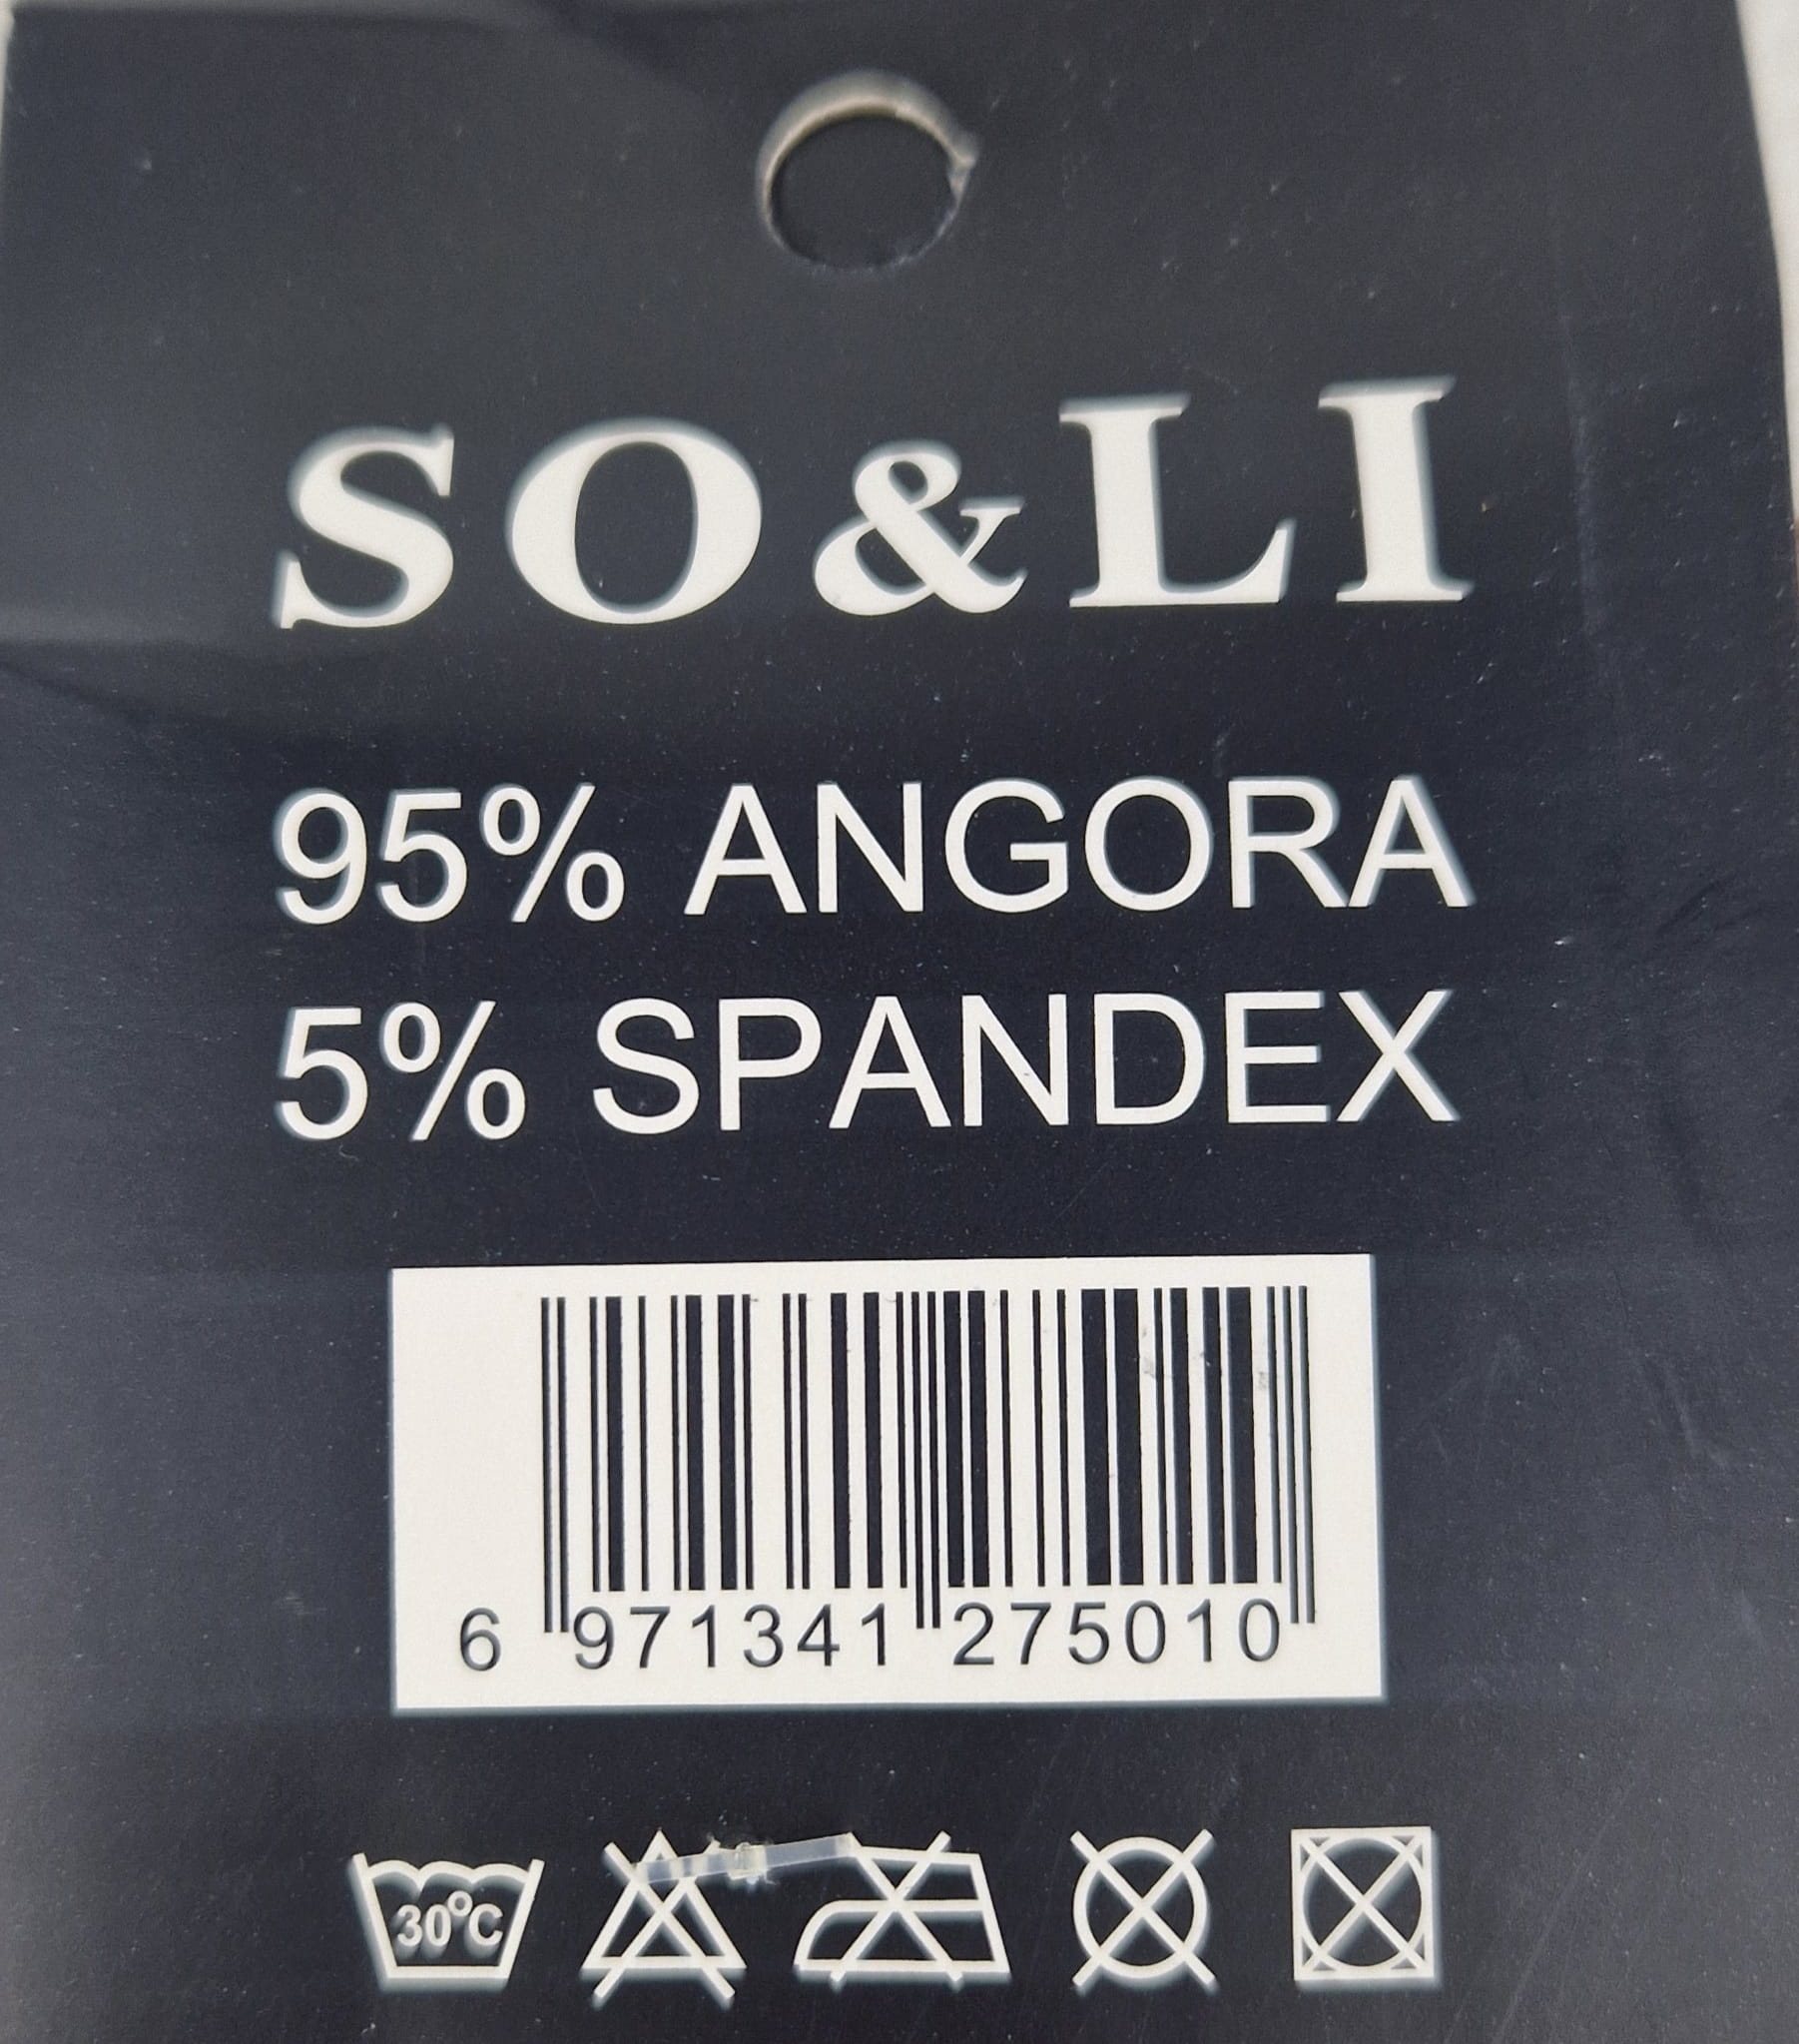 SO&LI
95% ANGORA
5% SPANDEX
6 971341 275010
30°C